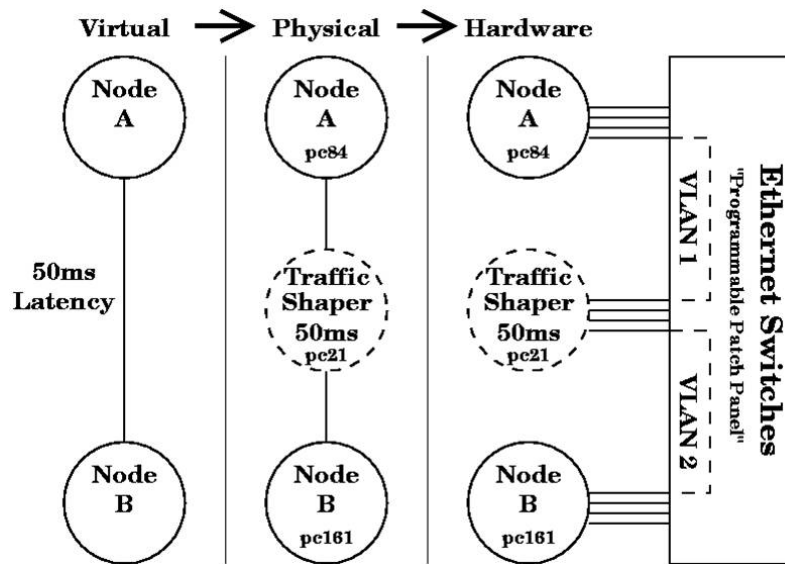 Virtual
Physical
Hardware
Node
A
50ms
Latency
Node
B
Node
A
pc84
Traffic
Shaper
50ms
pc21
Node
B
pc161
Node
A
pc84
Traffic
Shaper
50ms
pc21
Node
B
pc161
VLAN 1
VLAN 2
Ethernet Switches
"Programmable Patch Panel"